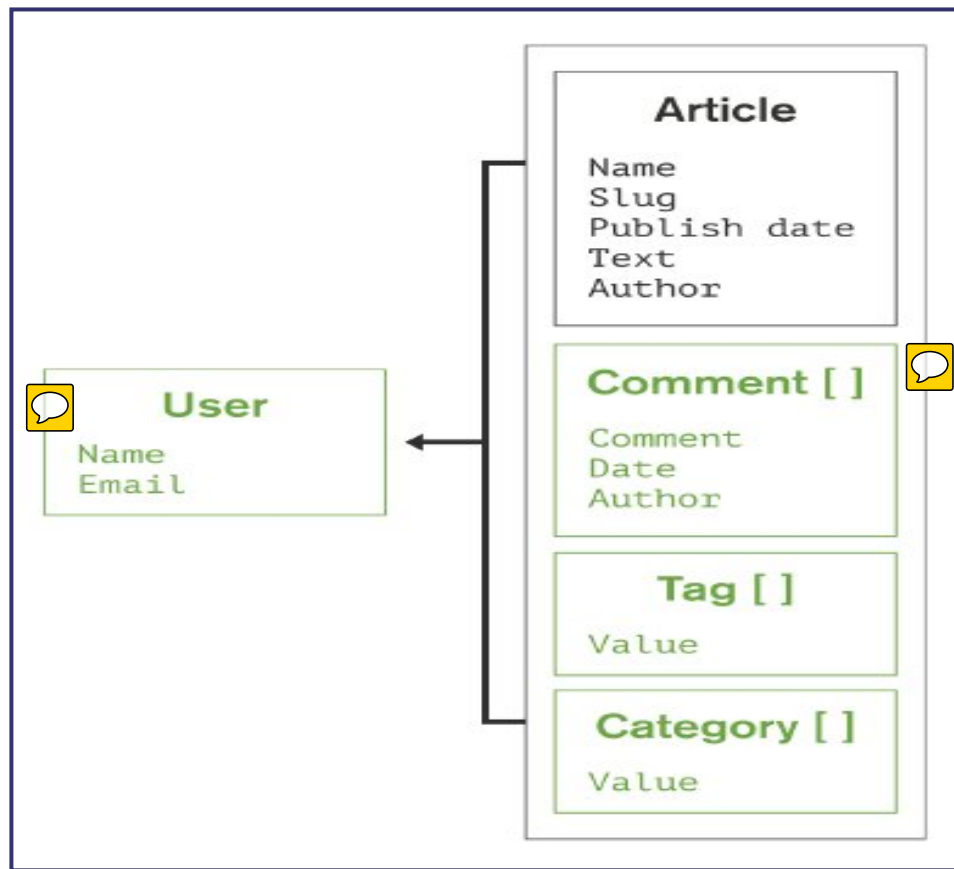 User
Name
Email
Article
Name
Slug
Publish date
Text
Author
Comment [ ]
Comment
Date
Author
Tag [ ]
Value
Category [ ]
Value